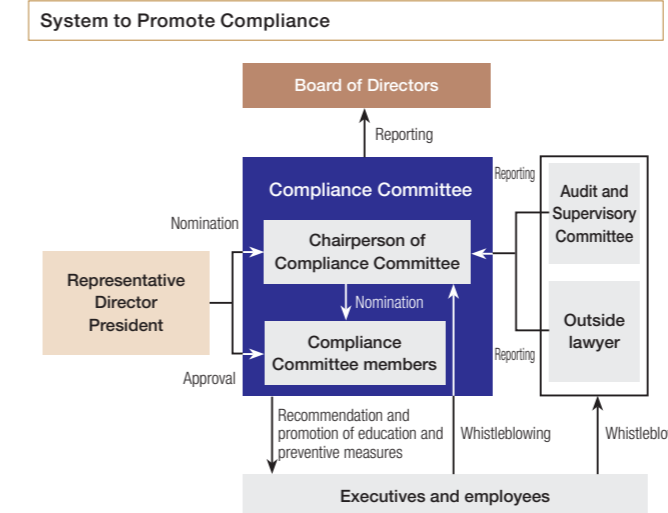 System to Promote Compliance
Board of Directors
Reporting
Compliance Committee
Reporting
Audit and
Supervisory
Committee
Nomination
Chairperson of
Compliance Committee
Representative
Director
President
Nomination
Outside
lawyer
Compliance
Committee members
Reporting
Approval
Recommendation and
promotion of education and
preventive measures
Whistleblowing
Whistleblo
Executives and employees